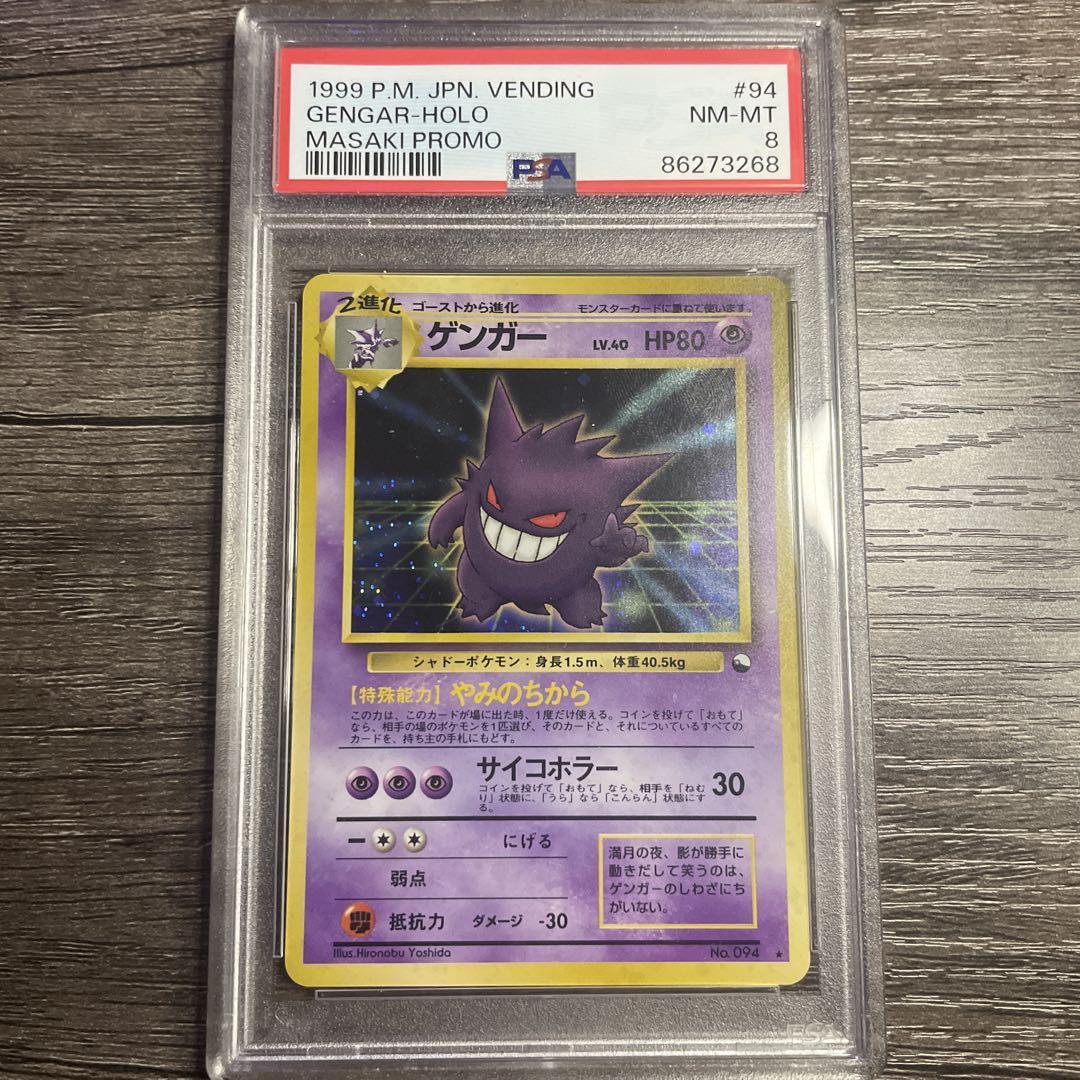 1999 P.M. JPN. VENDING #94
GENGAR-HOLO NM-MT
MASAKI PROMO 8
PSA 86273268
2進化 ゴーストから進化 モンスターカードに重ねて使います
ゲンガー LV.40 HP80
シャドーポケモン：身長1.5m、体重40.5kg
【特殊能力】やみのちから
この力は、このカードが場に出た時、1度だけ使える。コインを投げて「おもて」
なら、相手の場のポケモンを1匹選び、そのカードと、それについているすべての
カードを、持ち主の手札にもどす。
サイコホラー 30
コインを投げて「おもて」なら、相手を「ねむ
り」状態に、「うら」なら「こんらん」状態にす
る。
にげる
弱点
抵抗力 ダメージ -30
満月の夜、影が勝手に
動きだして笑うのは、
ゲンガーのしわざにち
がいない。
Illus.Hironobu Yoshida No. 094 ★
PSA